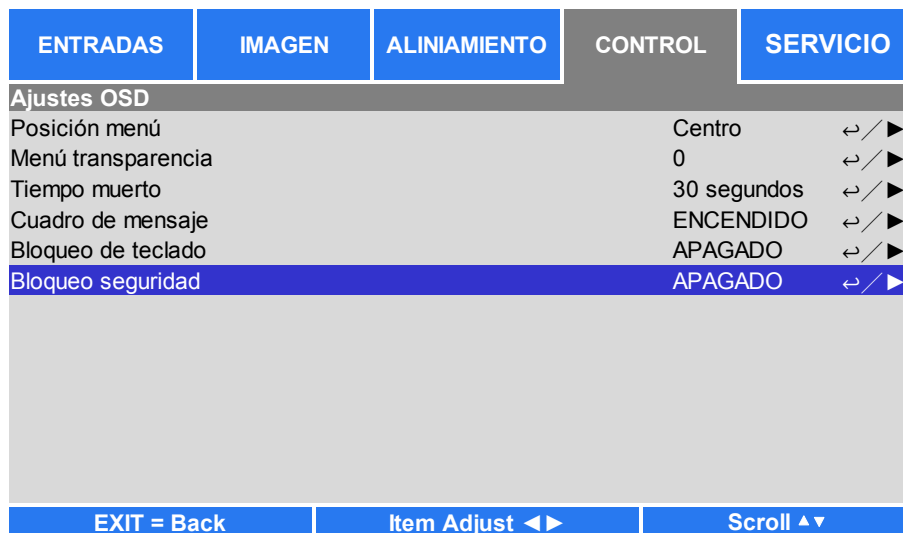 ENTRADAS IMAGEN ALINIAMIENTO CONTROL SERVICIO
Ajustes OSD
Posición menú Centro ↩/▶
Menú transparencia 0 ↩/▶
Tiempo muerto 30 segundos ↩/▶
Cuadro de mensaje ENCENDIDO ↩/▶
Bloqueo de teclado APAGADO ↩/▶
Bloqueo seguridad APAGADO ↩/▶
EXIT = Back Item Adjust ◀▶ Scroll ▲▼